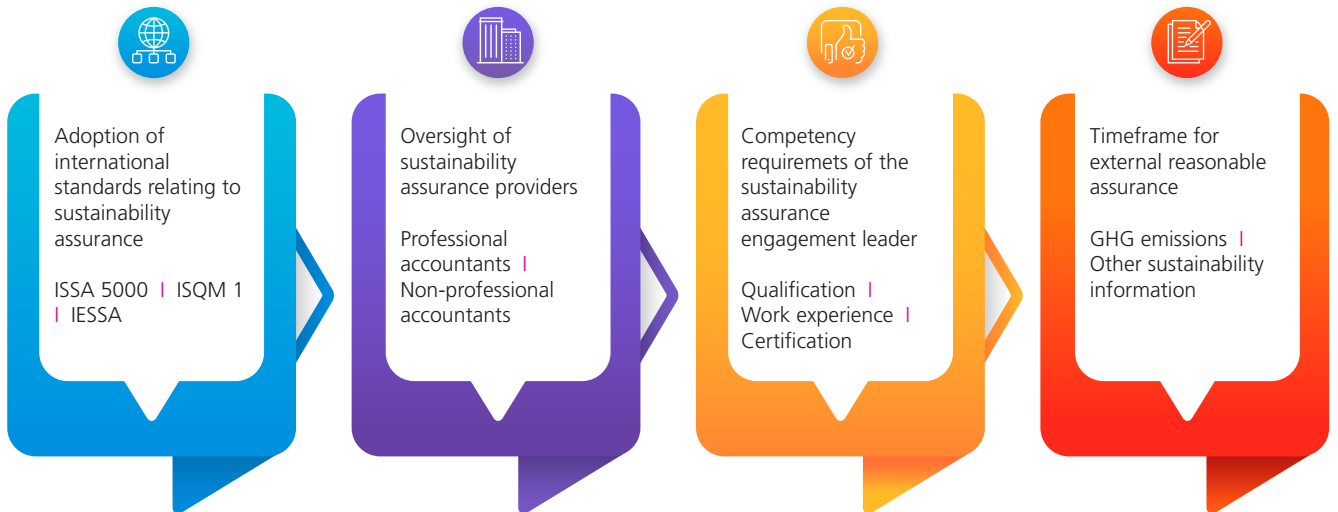 Adoption of
international
standards relating to
sustainability
assurance
ISSA 5000 I ISQM 1
I IESSA
Oversight of
sustainability
assurance providers
Professional
accountants I
Non-professional
accountants
Competency
requiremets of the
sustainability
assurance
engagement leader
Qualification I
Work experience I
Certification
Timeframe for
external reasonable
assurance
GHG emissions I
Other sustainability
information